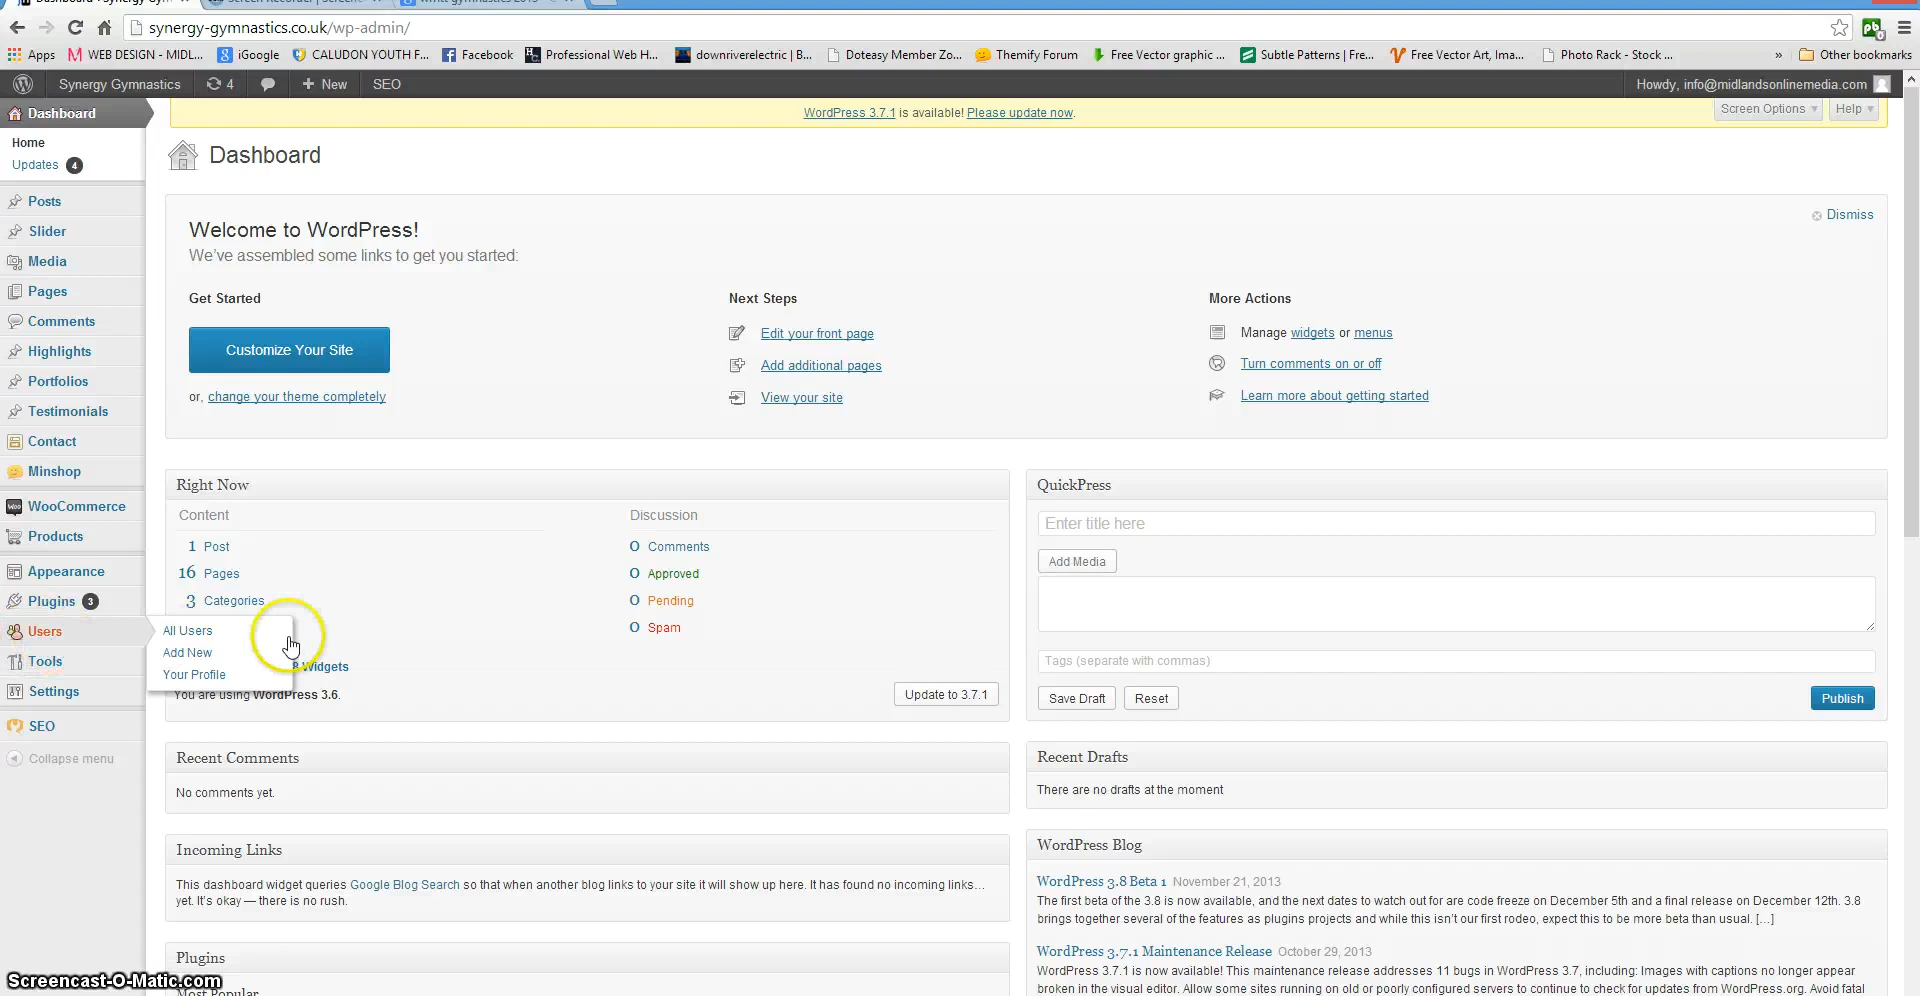 Dashboard ‹ Synergy Gym...
synergy-gymnastics.co.uk/wp-admin/
Apps
WEB DESIGN - MIDL...
iGoogle
CALUDON YOUTH F...
Facebook
Professional Web H...
downriverelectric | B...
Doteasy Member Zo...
Themify Forum
Free Vector graphic ...
Subtle Patterns | Fre...
Free Vector Art, Ima...
Photo Rack - Stock ...
»
Other bookmarks
Synergy Gymnastics
4
+ New
SEO
Howdy, info@midlandsonlinemedia.com
Dashboard
Home
Updates 4
Posts
Slider
Media
Pages
Comments
Highlights
Portfolios
Testimonials
Contact
Minshop
WooCommerce
Products
Appearance
Plugins 3
Users
Tools
Settings
SEO
Collapse menu
All Users
Add New
Your Profile
WordPress 3.7.1 is available! Please update now.
Screen Options
Help
Dashboard
Welcome to WordPress!
We've assembled some links to get you started:
Dismiss
Get Started
Customize Your Site
or, change your theme completely
Next Steps
Edit your front page
Add additional pages
View your site
More Actions
Manage widgets or menus
Turn comments on or off
Learn more about getting started
Right Now
Content
1 Post
16 Pages
3 Categories
Discussion
0 Comments
0 Approved
0 Pending
0 Spam
8 Widgets
You are using WordPress 3.6.
Update to 3.7.1
QuickPress
Enter title here
Add Media
Tags (separate with commas)
Save Draft
Reset
Publish
Recent Comments
No comments yet.
Recent Drafts
There are no drafts at the moment
Incoming Links
This dashboard widget queries Google Blog Search so that when another blog links to your site it will show up here. It has found no incoming links…
yet. It's okay — there is no rush.
WordPress Blog
WordPress 3.8 Beta 1 November 21, 2013
The first beta of the 3.8 is now available, and the next dates to watch out for are code freeze on December 5th and a final release on December 12th. 3.8
brings together several of the features as plugins projects and while this isn't our first rodeo, expect this to be more beta than usual. […]
WordPress 3.7.1 Maintenance Release October 29, 2013
WordPress 3.7.1 is now available! This maintenance release addresses 11 bugs in WordPress 3.7, including: Images with captions no longer appear
broken in the visual editor. Allow some sites running on old or poorly configured servers to continue to check for updates from WordPress.org. Avoid fatal
Plugins
Most Popular
Screencast-O-Matic.com